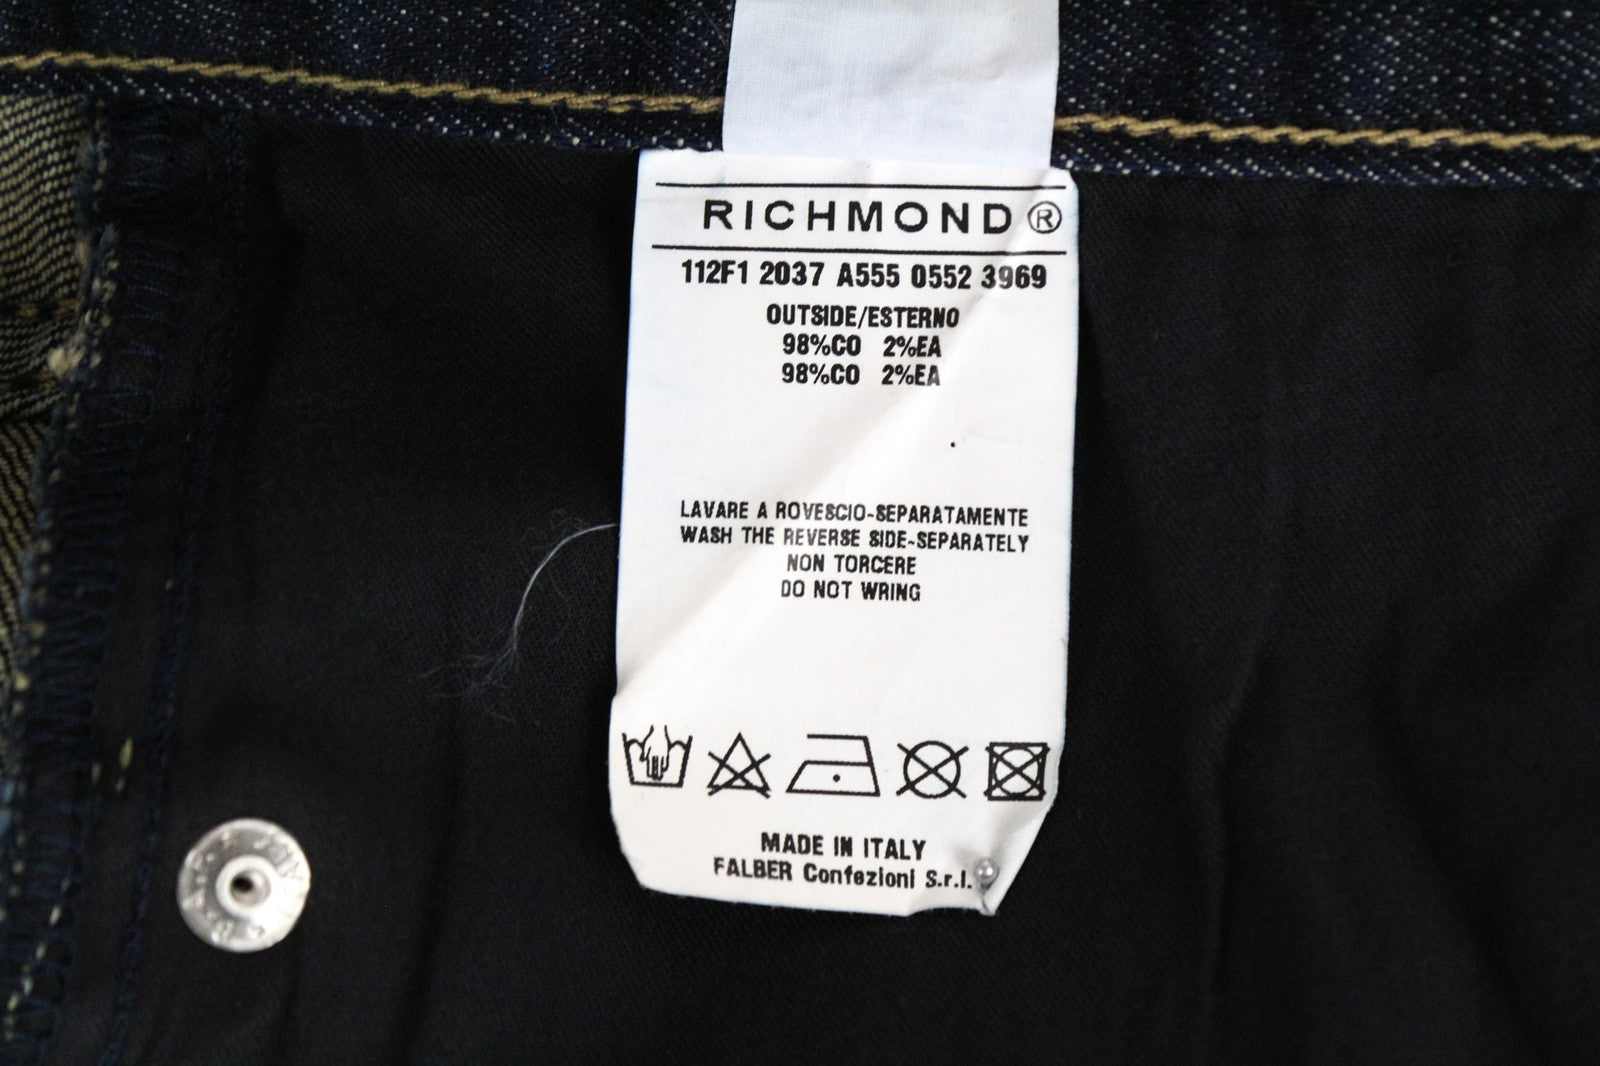 RICHMOND®
112F1 2037 A555 0552 3969
OUTSIDE/ESTERNO
98%CO 2%EA
98%CO 2%EA
LAVARE A ROVESCIO-SEPARATAMENTE
WASH THE REVERSE SIDE-SEPARATELY
NON TORCERE
DO NOT WRING
MADE IN ITALY
FALBER Confezioni S.r.l.